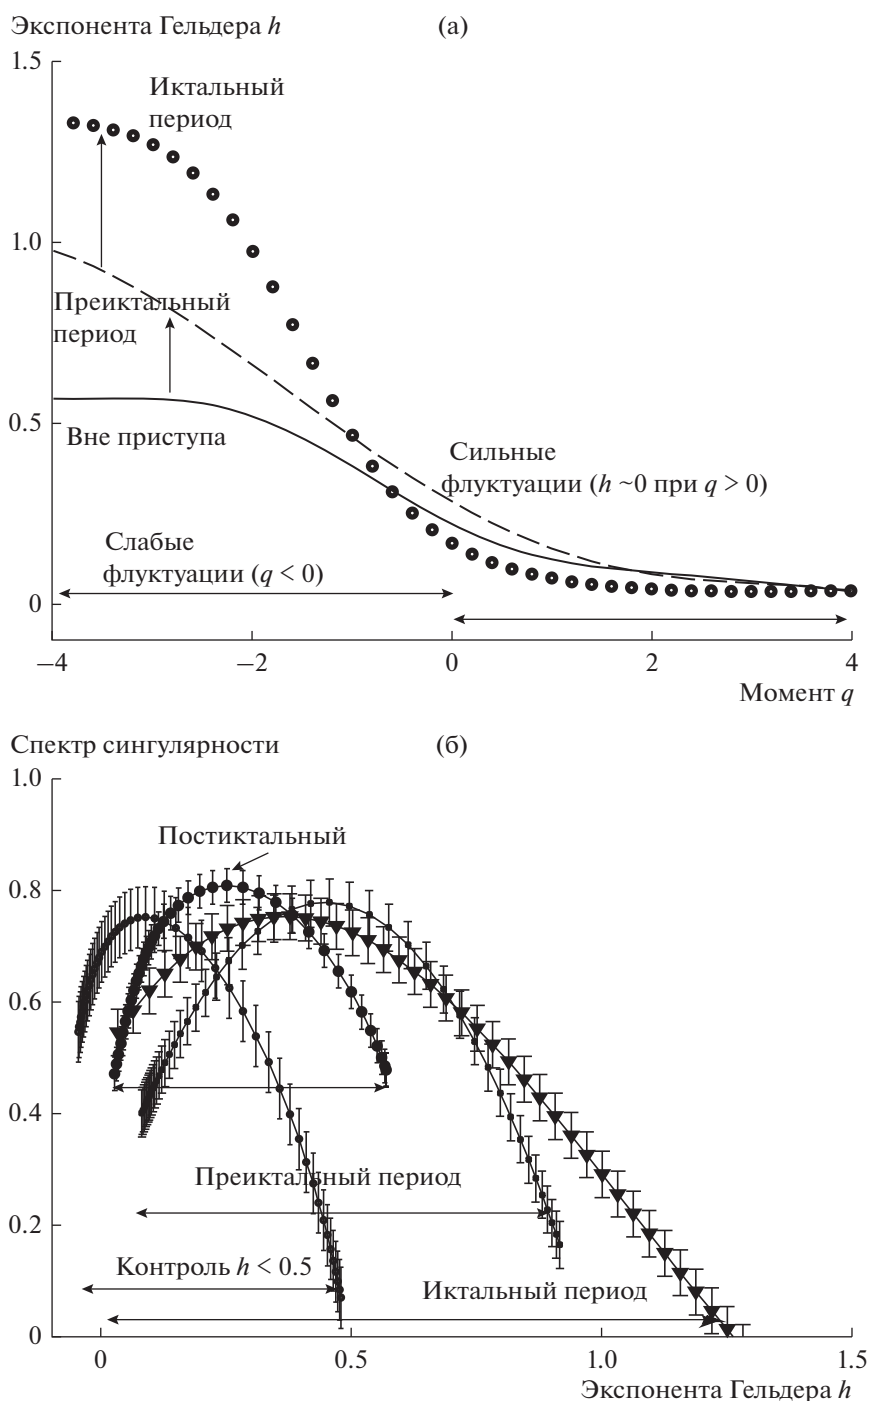 Экспонента Гельдера h
(а)
1.5
Иктальный
период
1.0
Преиктальный
период
0.5
Вне приступа
Сильные
флуктуации (h ~0 при q > 0)
Слабые
флуктуации (q < 0)
0
−4
−2
0
2
4
Момент q
Спектр сингулярности
(б)
1.0
Постиктальный
0.8
0.6
0.4
Преиктальный период
0.2
Контроль h < 0.5
Иктальный период
0
0
0.5
1.0
1.5
Экспонента Гельдера h